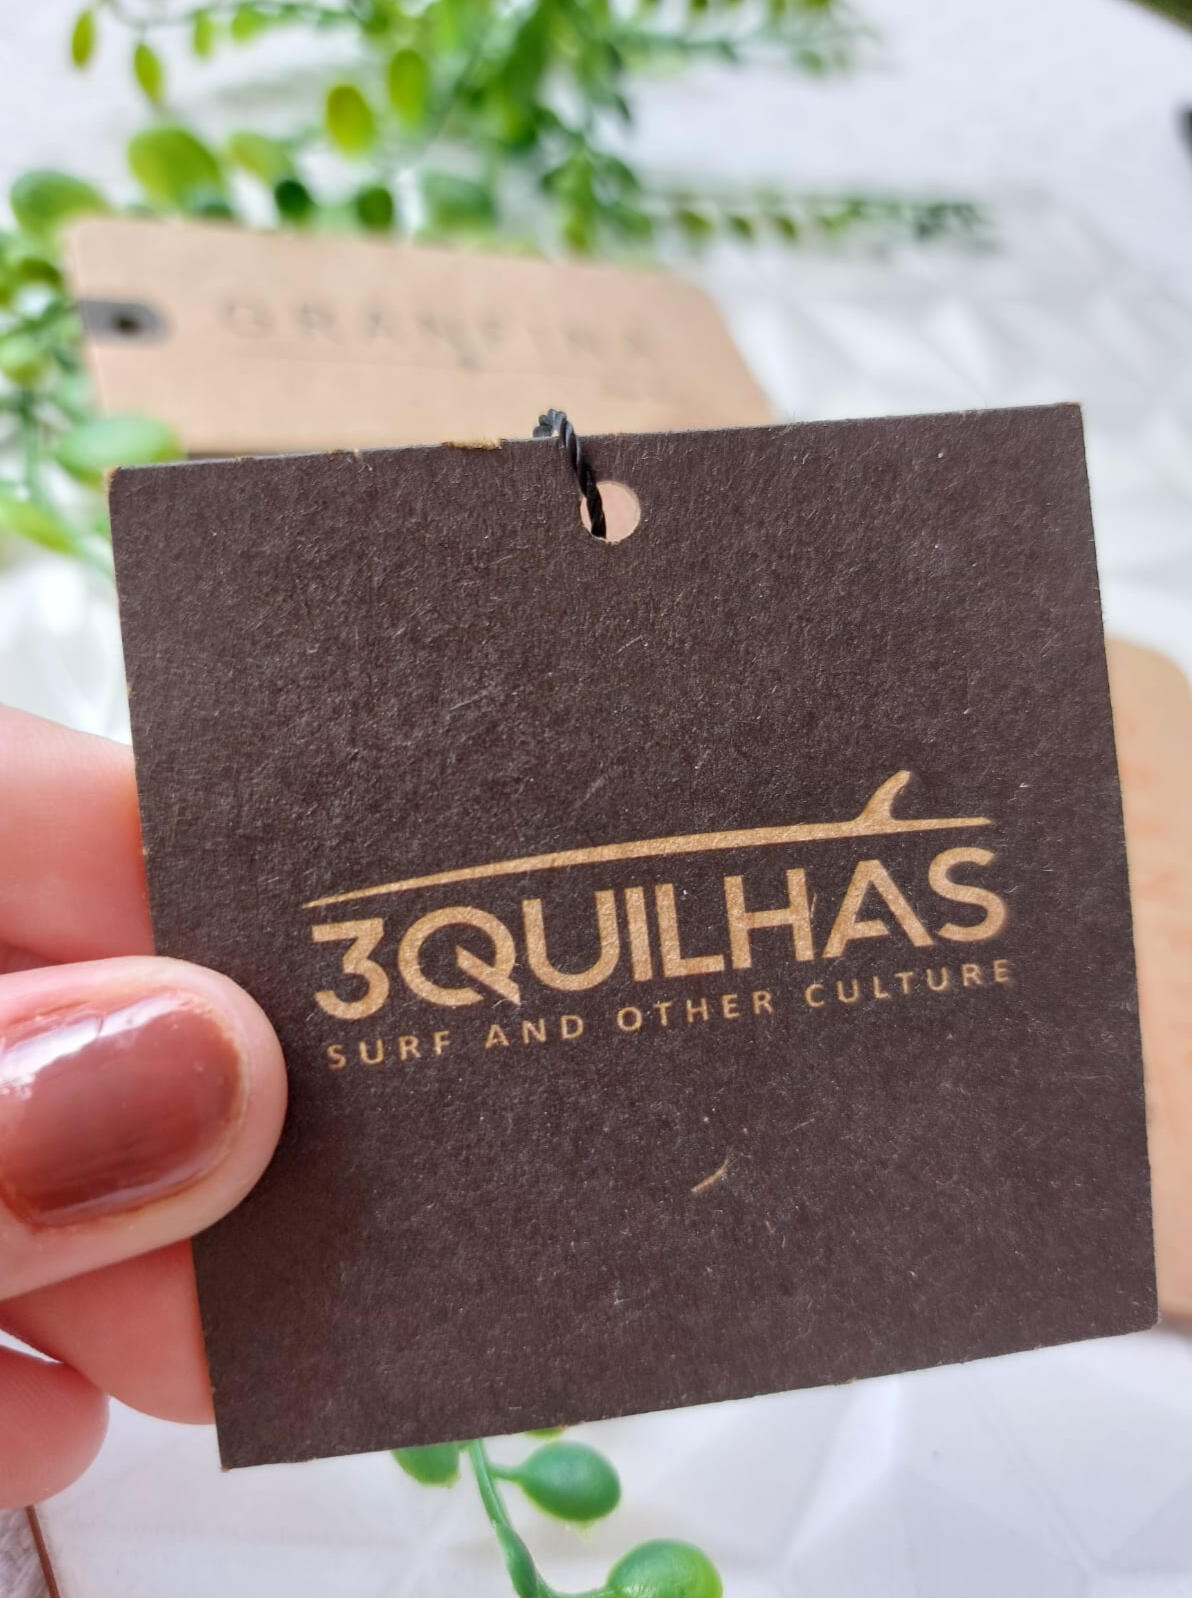 3QUILHAS
SURF AND OTHER CULTURE